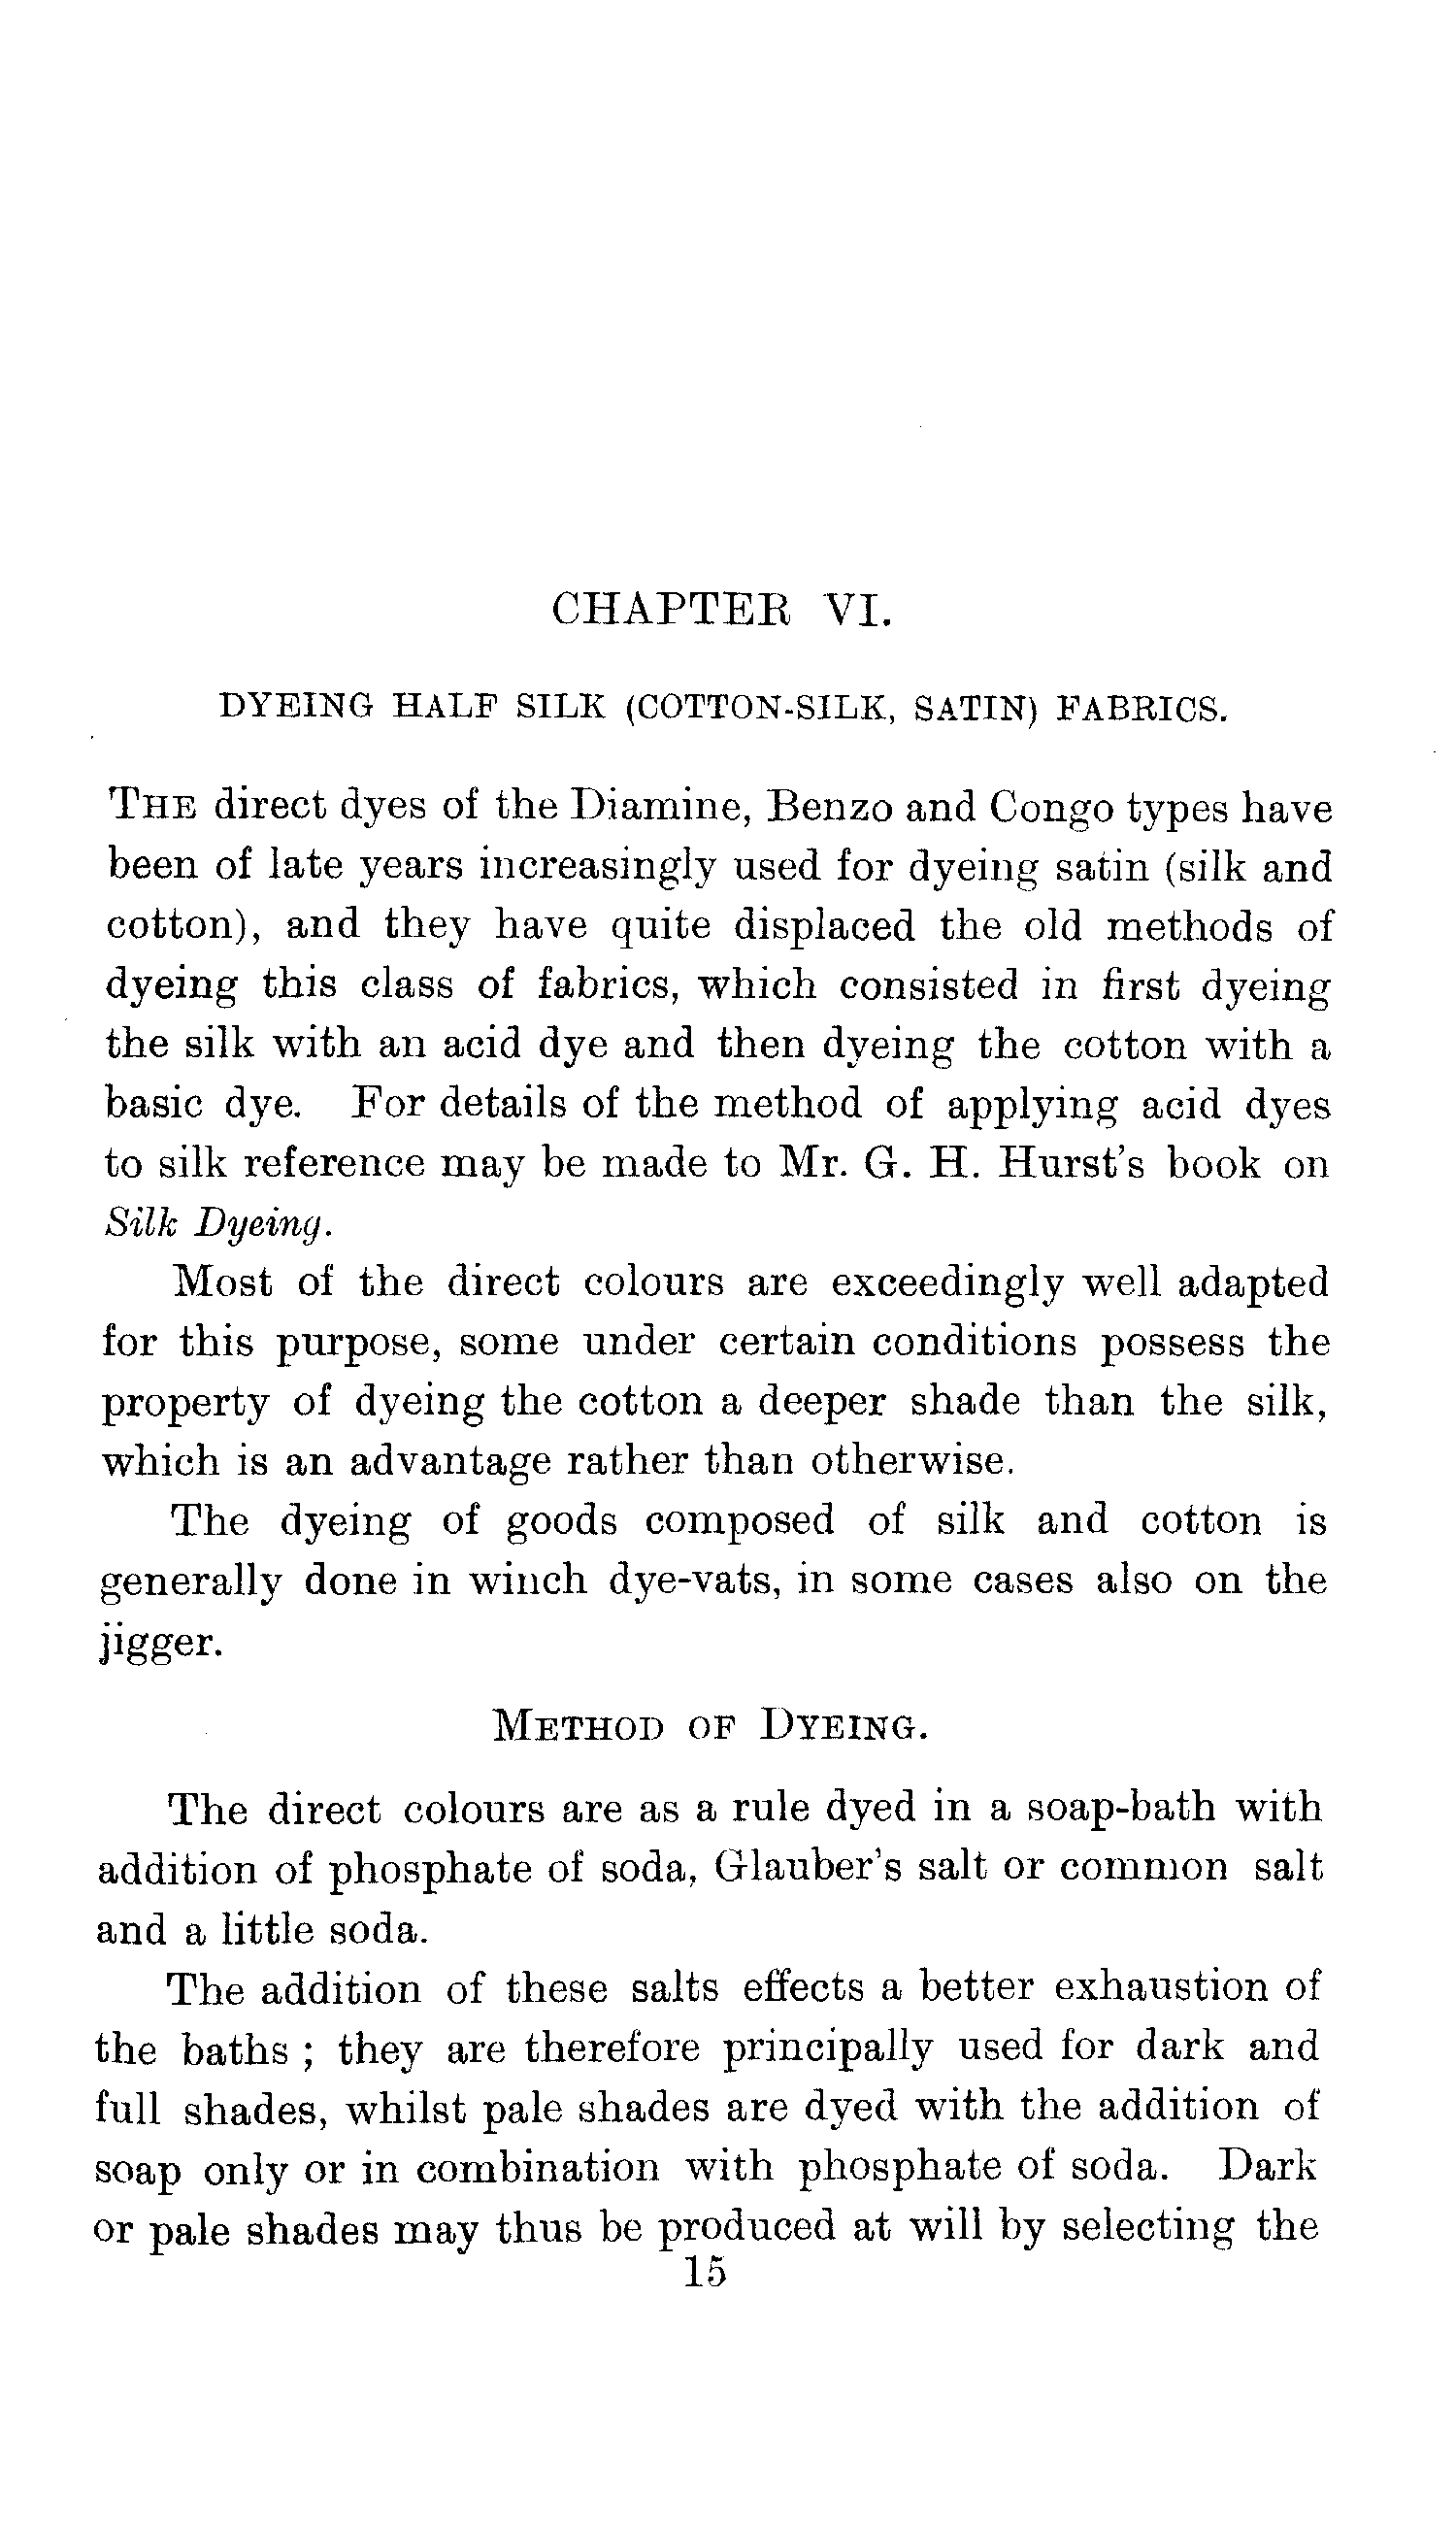 CHAPTER VI.
DYEING HALF SILK (COTTON-SILK, SATIN) FABRICS.
THE direct dyes of the Diamine, Benzo and Congo types have
been of late years increasingly used for dyeing satin (silk and
cotton), and they have quite displaced the old methods of
dyeing this class of fabrics, which consisted in first dyeing
the silk with an acid dye and then dyeing the cotton with a
basic dye. For details of the method of applying acid dyes
to silk reference may be made to Mr. G. H. Hurst's book on
Silk Dyeing.
Most of the direct colours are exceedingly well adapted
for this purpose, some under certain conditions possess the
property of dyeing the cotton a deeper shade than the silk,
which is an advantage rather than otherwise.
The dyeing of goods composed of silk and cotton is
generally done in winch dye-vats, in some cases also on the
jigger.
METHOD OF DYEING.
The direct colours are as a rule dyed in a soap-bath with
addition of phosphate of soda, Glauber's salt or common salt
and a little soda.
The addition of these salts effects a better exhaustion of
the baths ; they are therefore principally used for dark and
full shades, whilst pale shades are dyed with the addition of
soap only or in combination with phosphate of soda. Dark
or pale shades may thus be produced at will by selecting the
15